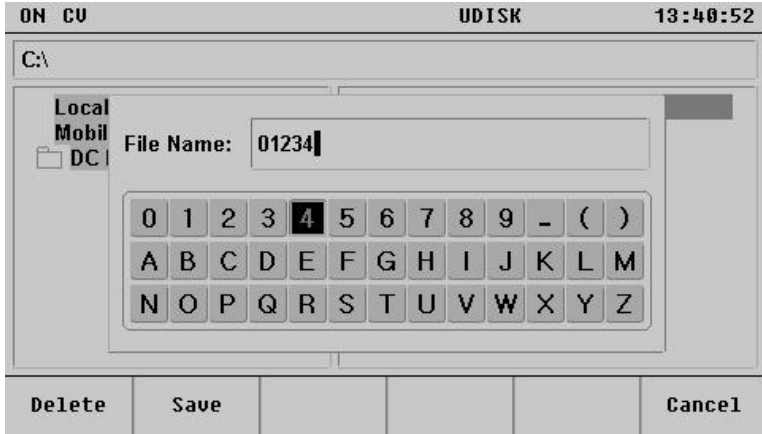 ON CV UDISK 13:40:52
C:\
Local
Mobil
DC
File Name: 01234
0 1 2 3 4 5 6 7 8 9 _ ( )
A B C D E F G H I J K L M
N O P Q R S T U V W X Y Z
Delete Save Cancel